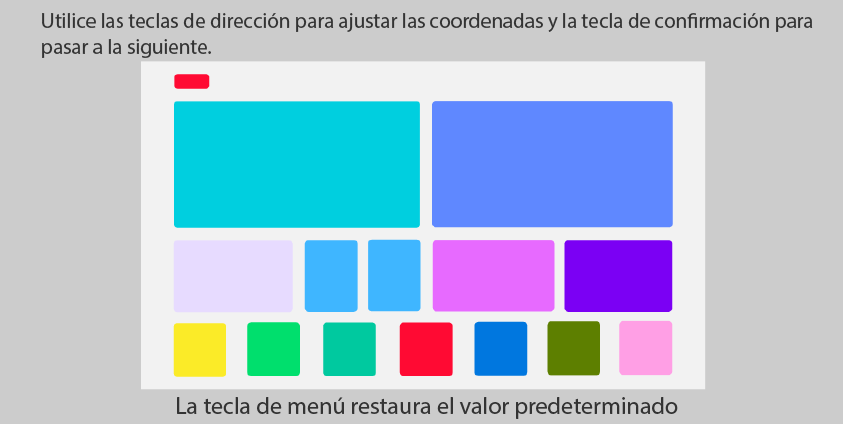 Utilice las teclas de dirección para ajustar las coordenadas y la tecla de confirmación para
pasar a la siguiente.
La tecla de menú restaura el valor predeterminado